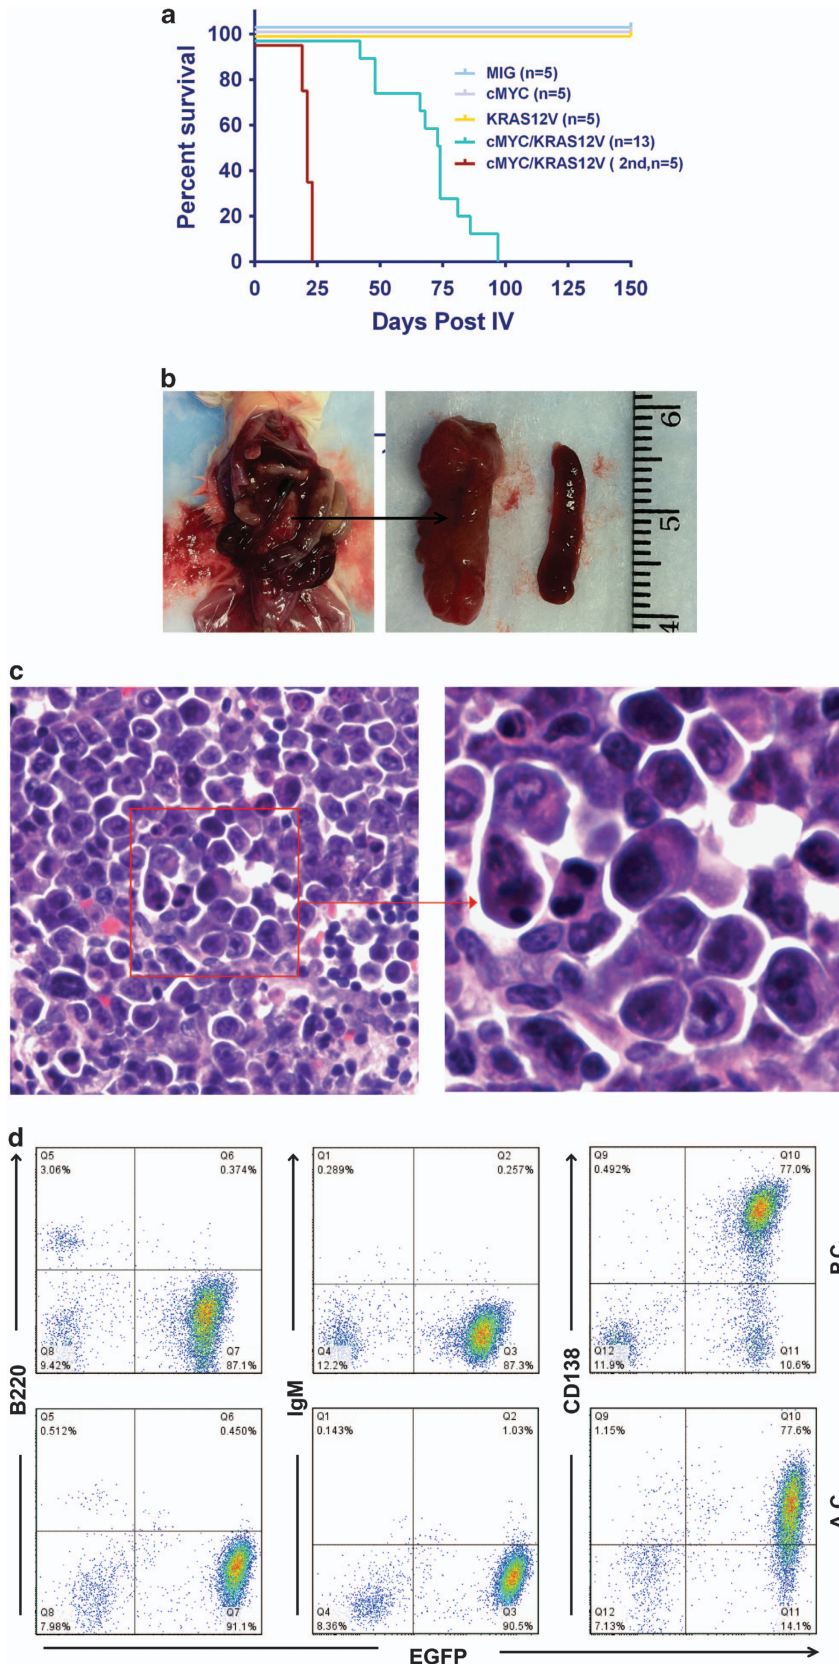 a
100
80
60
40
20
0
Percent survival
MIG (n=5)
cMYC (n=5)
KRAS12V (n=5)
cMYC/KRAS12V (n=13)
cMYC/KRAS12V ( 2nd,n=5)
0 25 50 75 100 125 150
Days Post IV
b
6
5
4
c
d
Q5 Q6
3.06% 0.374%
Q8 Q7
9.42% 87.1%
Q1 Q2
0.289% 0.257%
Q4 Q3
12.2% 87.3%
Q9 Q10
0.492% 77.0%
Q12 Q11
11.9% 10.6%
B220
IgM
CD138
Q5 Q6
0.512% 0.450%
Q8 Q7
7.98% 91.1%
Q1 Q2
0.143% 1.03%
Q4 Q3
8.36% 90.5%
Q9 Q10
1.15% 77.6%
Q12 Q11
7.13% 14.1%
EGFP